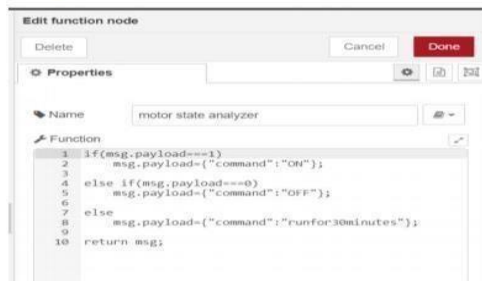 Edit function node
Delete Cancel Done
Properties
Name motor state analyzer
Function
1 if(msg.payload===1)
2 msg.payload={"command":"ON"};
3
4 else if(msg.payload===0)
5 msg.payload={"command":"OFF"};
6
7 else
8 msg.payload={"command":"runfor30minutes"};
9
10 return msg;